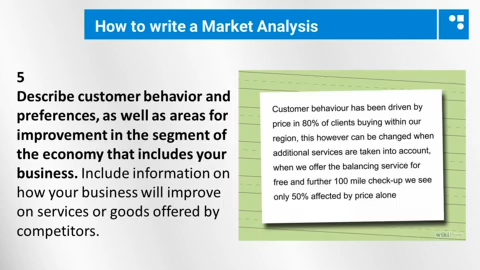 How to write a Market Analysis
5
Describe customer behavior and
preferences, as well as areas for
improvement in the segment of
the economy that includes your
business. Include information on
how your business will improve
on services or goods offered by
competitors.
Customer behaviour has been driven by
price in 80% of clients buying within our
region, this however can be changed when
additional services are taken into account,
when we offer the balancing service for
free and further 100 mile check-up we see
only 50% affected by price alone